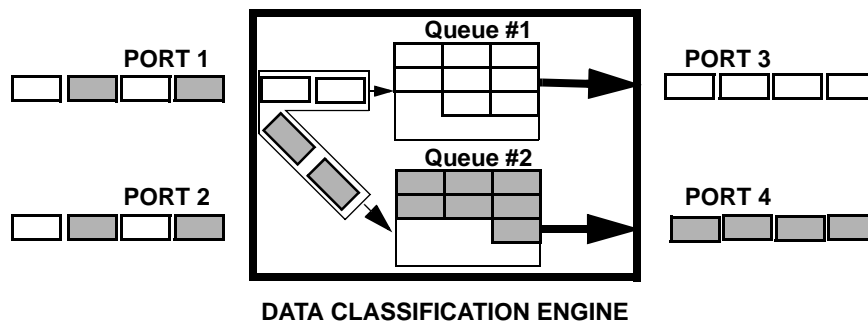 Queue #1
PORT 1
PORT 3
Queue #2
PORT 2
PORT 4
DATA CLASSIFICATION ENGINE